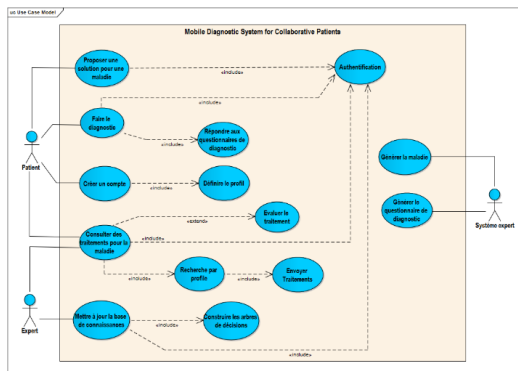 uc Use Case Model
Mobile Diagnostic System for Collaborative Patients
Proposer une
solution pour une
maladie
Authentification
«include»
Faire le
diagnostic
«include»
Répondre aux
questionnaires de
diagnostic
«include»
Patient
Générer la maladie
Créer un compte
Définire le profil
«include»
Générer le
questionnaire de
diagnostic
Système expert
Evaluer le
traitement
«extend»
Consulter des
traitements pour la
maladie
«include»
Recherche par
profile
Envoyer
Traitements
«include»
«include»
Expert
Mettre à jour la base
de connaissances
Construire les arbres
de décisions
«include»
«include»